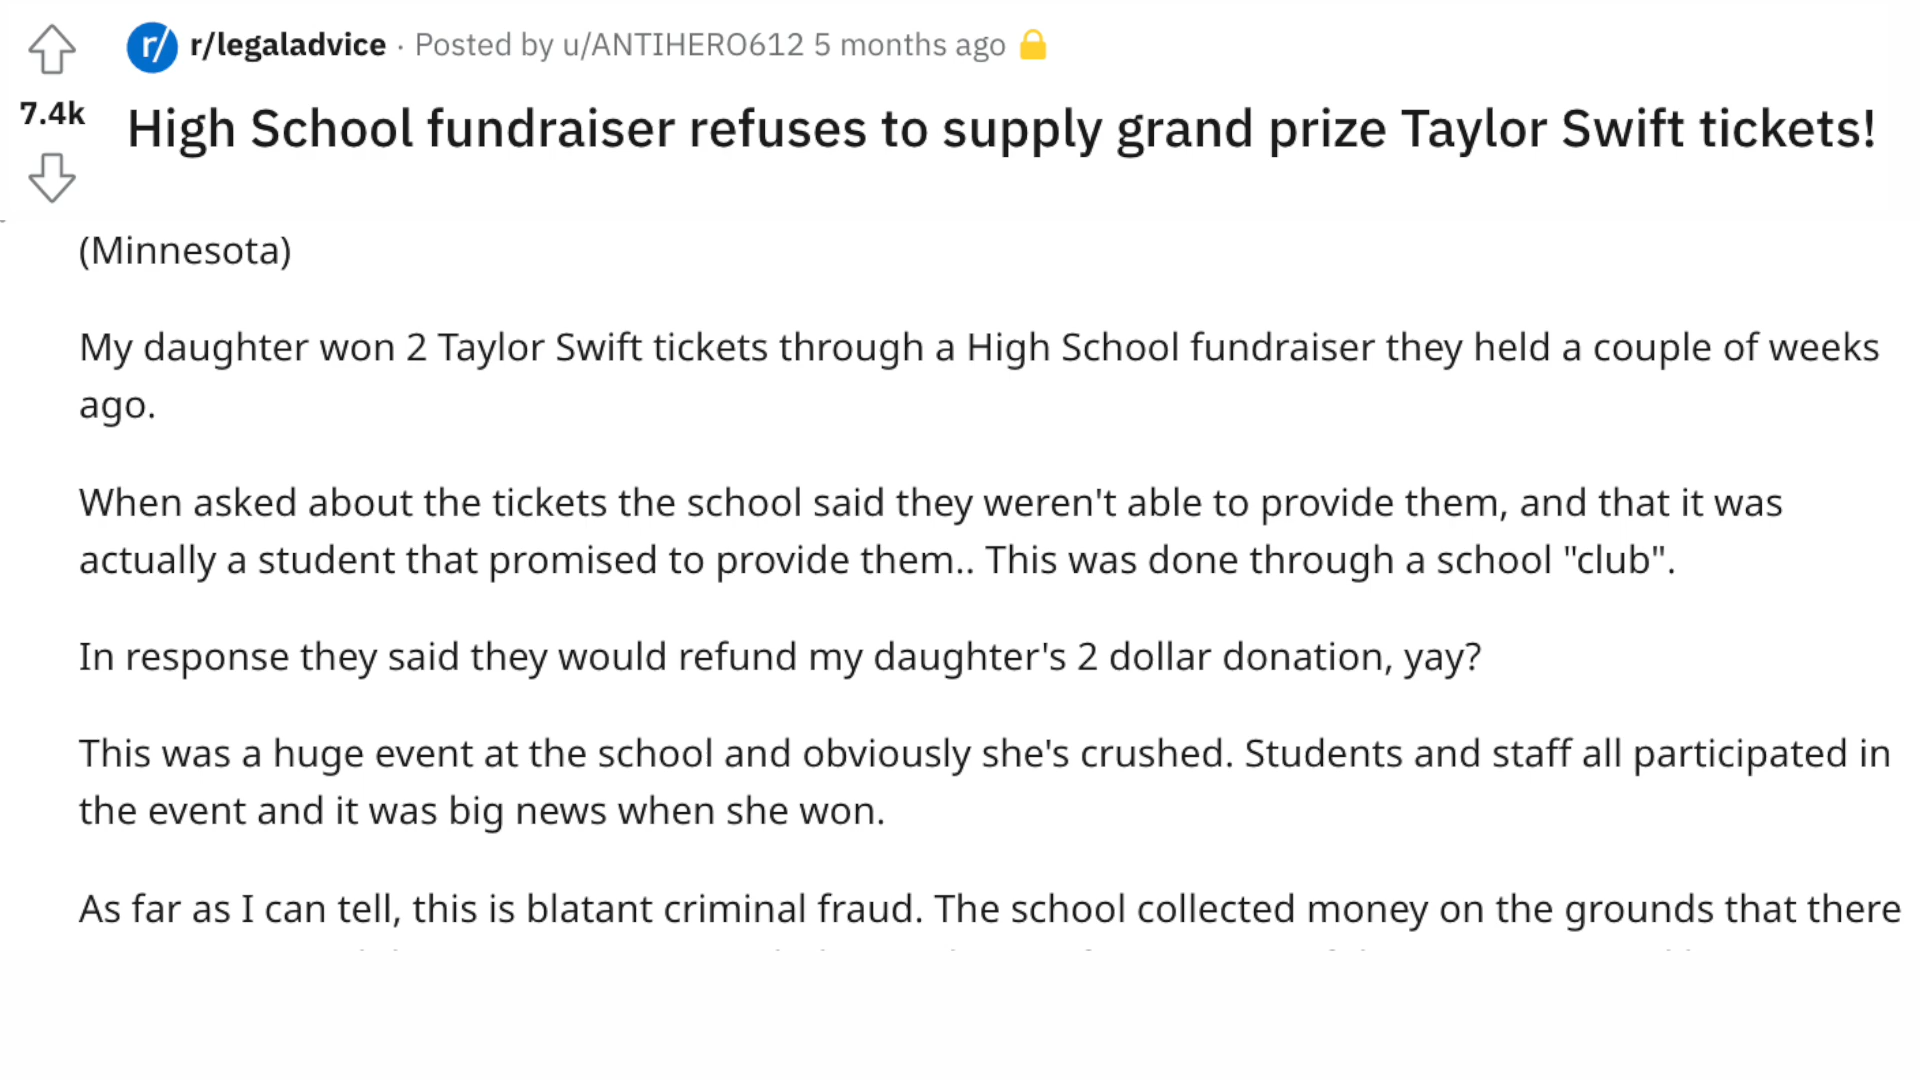 r/ r/legaladvice · Posted by u/ANTIHERO612 5 months ago
7.4k
High School fundraiser refuses to supply grand prize Taylor Swift tickets!
(Minnesota)
My daughter won 2 Taylor Swift tickets through a High School fundraiser they held a couple of weeks
ago.
When asked about the tickets the school said they weren't able to provide them, and that it was
actually a student that promised to provide them.. This was done through a school "club".
In response they said they would refund my daughter's 2 dollar donation, yay?
This was a huge event at the school and obviously she's crushed. Students and staff all participated in
the event and it was big news when she won.
As far as I can tell, this is blatant criminal fraud. The school collected money on the grounds that there